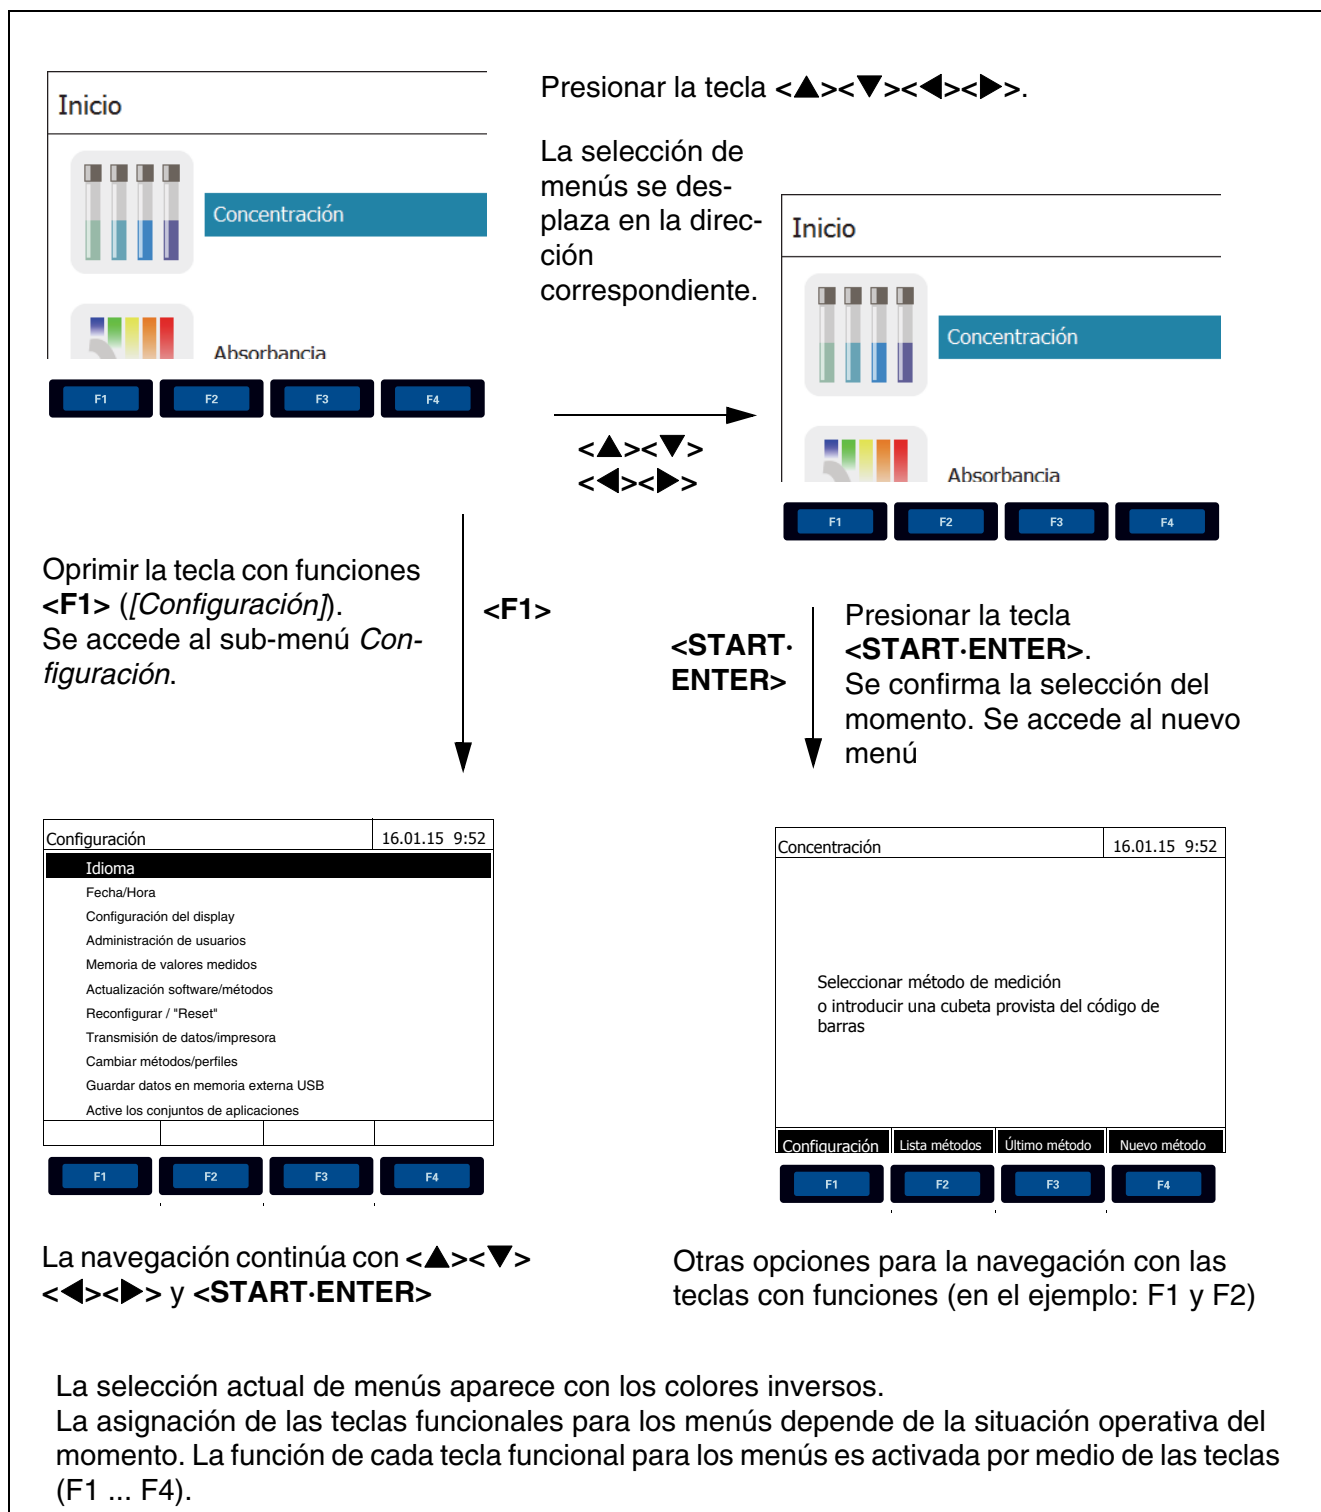 Inicio
Concentración
Absorbancia
F1 F2 F3 F4
Presionar la tecla <▲><▼><◀><▶>.
La selección de
menús se des-
plaza en la direc-
ción
correspondiente.
<▲><▼>
<◀><▶>
Inicio
Concentración
Absorbancia
F1 F2 F3 F4
Oprimir la tecla con funciones
<F1> ([Configuración]).
Se accede al sub-menú Con-
figuración.
<F1>
<START·
ENTER>
Presionar la tecla
<START·ENTER>.
Se confirma la selección del
momento. Se accede al nuevo
menú
Configuración 16.01.15 9:52
Idioma
Fecha/Hora
Configuración del display
Administración de usuarios
Memoria de valores medidos
Actualización software/métodos
Reconfigurar / "Reset"
Transmisión de datos/impresora
Cambiar métodos/perfiles
Guardar datos en memoria externa USB
Active los conjuntos de aplicaciones
F1 F2 F3 F4
La navegación continúa con <▲><▼>
<◀><▶> y <START·ENTER>
Concentración 16.01.15 9:52
Seleccionar método de medición
o introducir una cubeta provista del código de
barras
Configuración Lista métodos Último método Nuevo método
F1 F2 F3 F4
Otras opciones para la navegación con las
teclas con funciones (en el ejemplo: F1 y F2)
La selección actual de menús aparece con los colores inversos.
La asignación de las teclas funcionales para los menús depende de la situación operativa del
momento. La función de cada tecla funcional para los menús es activada por medio de las teclas
(F1 ... F4).